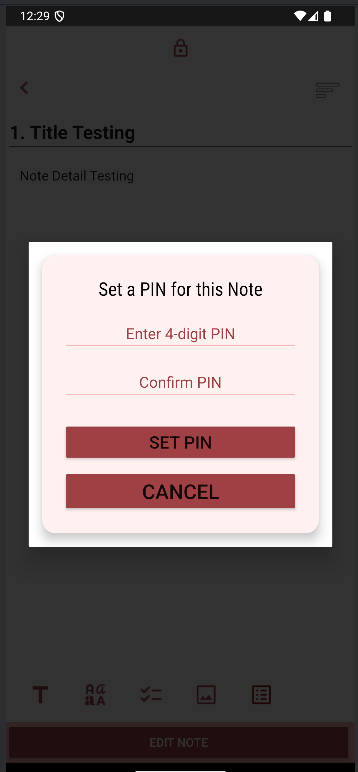 12:29
1. Title Testing
Note Detail Testing
Set a PIN for this Note
Enter 4-digit PIN
Confirm PIN
SET PIN
CANCEL
EDIT NOTE